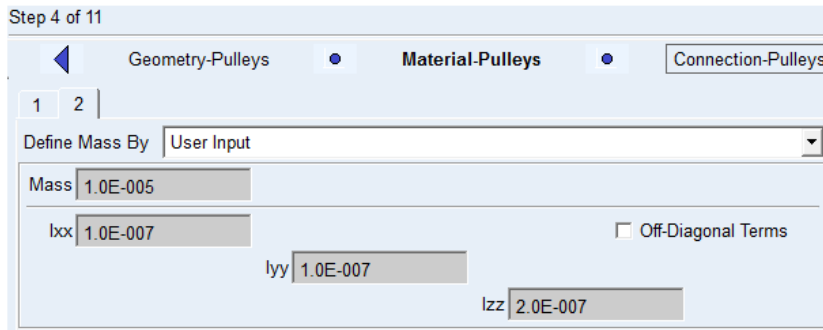 Step 4 of 11
Geometry-Pulleys Material-Pulleys Connection-Pulleys
1 2
Define Mass By User Input
Mass 1.0E-005
Ixx 1.0E-007 Off-Diagonal Terms
Iyy 1.0E-007
Izz 2.0E-007